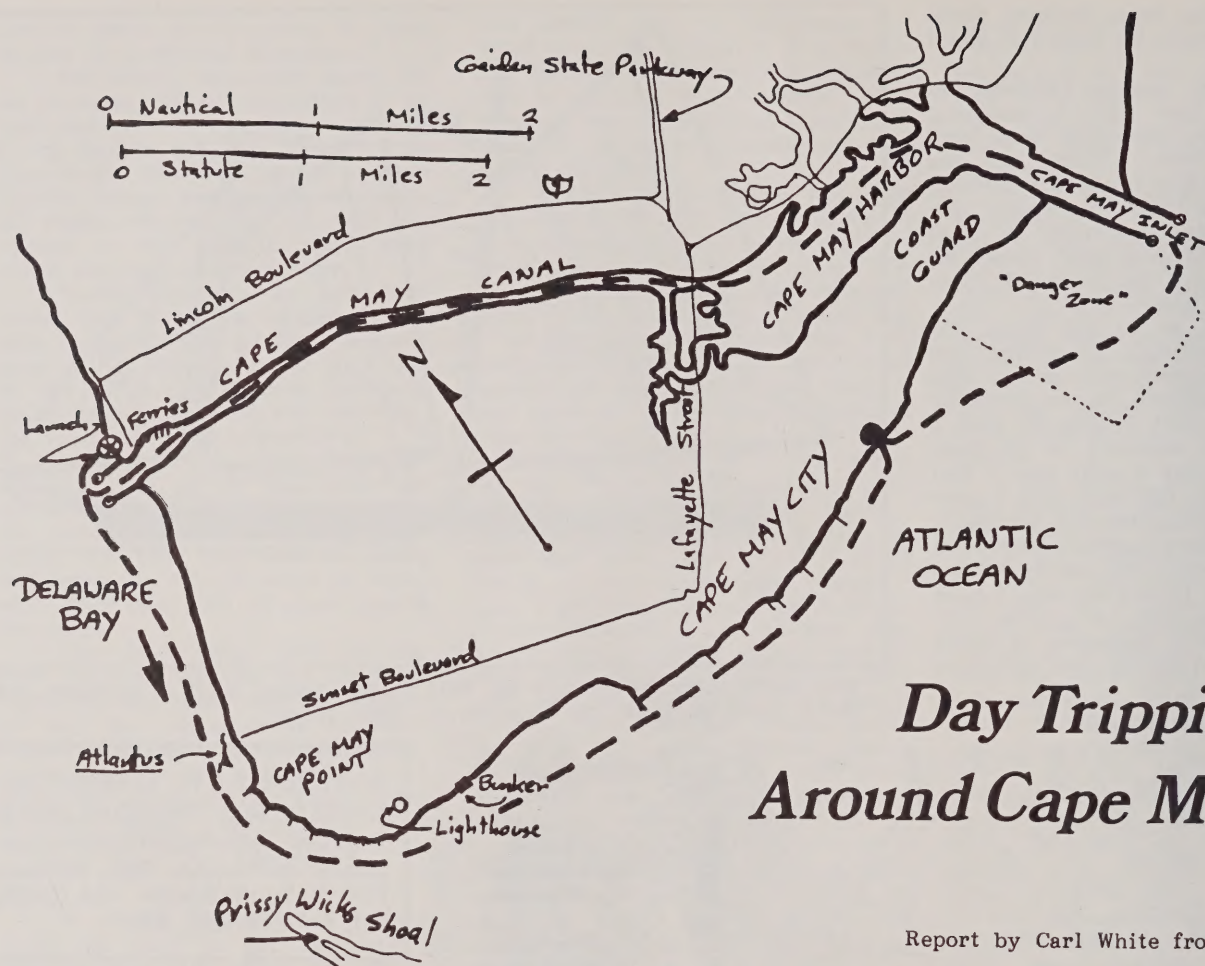 Garden State Parkway
0 Nautical 1 Miles 2
0 Statute 1 Miles 2
Lincoln Boulevard
CAPE MAY CANAL
CAPE MAY HARBOR
CAPE MAY INLET
COAST
GUARD
"Danger
Zone"
N
Launch
Ferries
Lafayette Street
CAPE MAY CITY
DELAWARE
BAY
ATLANTIC
OCEAN
Sunset Boulevard
Atlantus
CAPE MAY
POINT
Bunker
Lighthouse
Prissy Wicks Shoal
Day Trippi
Around Cape M
Report by Carl White fro